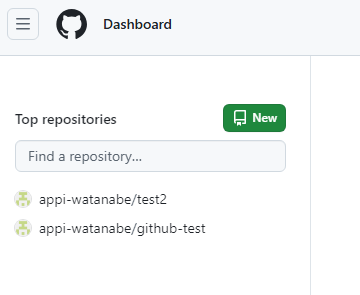 Dashboard
Top repositories
New
Find a repository...
appi-watanabe/test2
appi-watanabe/github-test